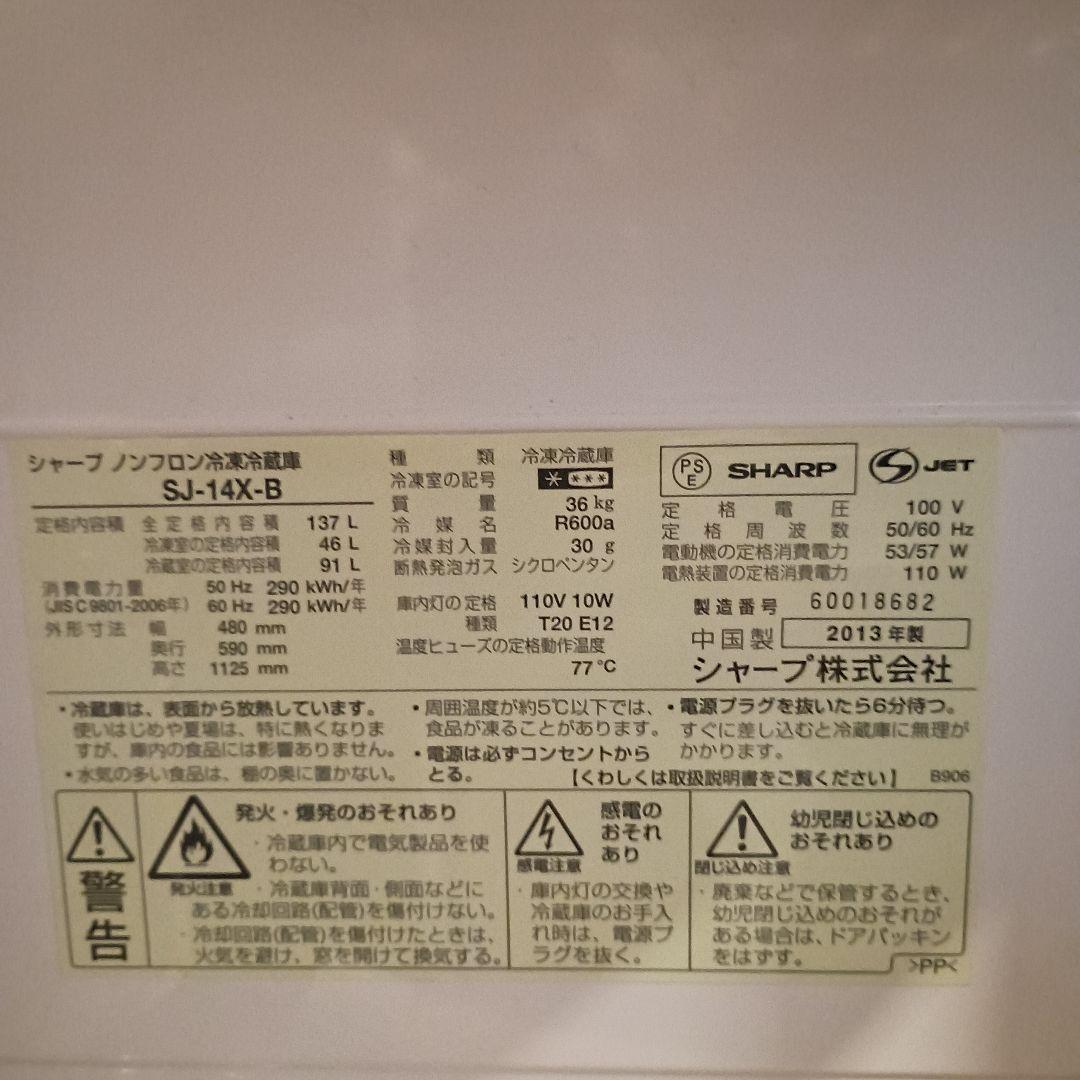 シャープ ノンフロン冷凍冷蔵庫
SJ-14X-B
定格内容積 全定格内容積 137 L
冷凍室の定格内容積 46 L
冷蔵室の定格内容積 91 L
消費電力量 50 Hz 290 kWh/年
(JIS C 9801-2006年) 60 Hz 290 kWh/年
外形寸法 幅 480 mm
奥行 590 mm
高さ 1125 mm
種類 冷凍冷蔵庫
冷凍室の記号
質量 36 kg
冷媒名 R600a
冷媒封入量 30 g
断熱発泡ガス シクロペンタン
庫内灯の定格 110V 10W
種類 T20 E12
温度ヒューズの定格動作温度
77 ℃
PS
E
SHARP
JET
定格電圧 100 V
定格周波数 50/60 Hz
電動機の定格消費電力 53/57 W
電熱装置の定格消費電力 110 W
製造番号 60018682
中国製 2013年製
シャープ株式会社
・冷蔵庫は、表面から放熱しています。
使いはじめや夏場は、特に熱くなりま
すが、庫内の食品には影響ありません。
・水気の多い食品は、棚の奥に置かない。
・周囲温度が約5℃以下では、
食品が凍ることがあります。
・電源は必ずコンセントから
とる。
・電源プラグを抜いたら6分待つ。
すぐに差し込むと冷蔵庫に無理が
かかります。
【くわしくは取扱説明書をご覧ください】 B906
警告
発火注意
発火・爆発のおそれあり
・冷蔵庫内で電気製品を使
わない。
・冷蔵庫背面・側面などに
ある冷却回路(配管)を傷付けない。
・冷却回路(配管)を傷付けたときは、
火気を避け、窓を開けて換気する。
感電注意
感電の
おそれ
あり
・庫内灯の交換や
冷蔵庫のお手入
れ時は、電源プ
ラグを抜く。
閉じ込め注意
幼児閉じ込めの
おそれあり
・廃棄などで保管するとき、
幼児閉じ込めのおそれが
ある場合は、ドアパッキン
をはずす。
>PP<